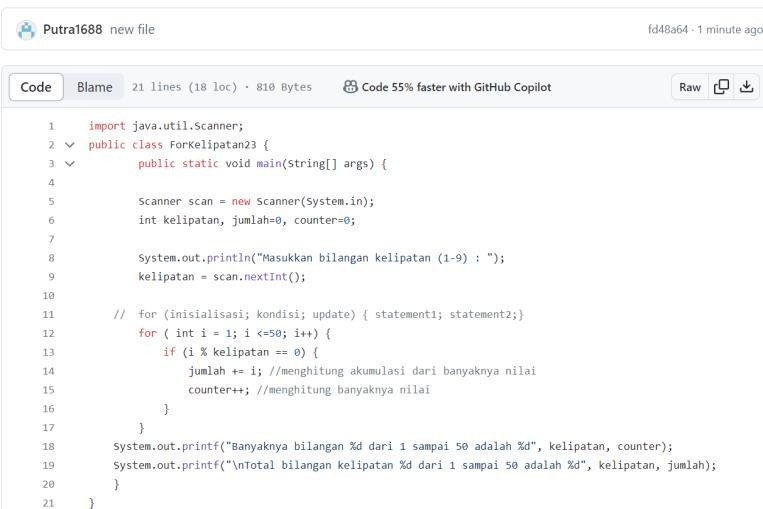 Putra1688 new file fd48a64 · 1 minute ago
Code Blame 21 lines (18 loc) · 810 Bytes Code 55% faster with GitHub Copilot Raw
1 import java.util.Scanner;
2 public class ForKelipatan23 {
3 public static void main(String[] args) {
4
5 Scanner scan = new Scanner(System.in);
6 int kelipatan, jumlah=0, counter=0;
7
8 System.out.println("Masukkan bilangan kelipatan (1-9) : ");
9 kelipatan = scan.nextInt();
10
11 // for (inisialisasi; kondisi; update) { statement1; statement2;}
12 for ( int i = 1; i <=50; i++) {
13 if (i % kelipatan == 0) {
14 jumlah += i; //menghitung akumulasi dari banyaknya nilai
15 counter++; //menghitung banyaknya nilai
16 }
17 }
18 System.out.printf("Banyaknya bilangan %d dari 1 sampai 50 adalah %d", kelipatan, counter);
19 System.out.printf("\nTotal bilangan kelipatan %d dari 1 sampai 50 adalah %d", kelipatan, jumlah);
20 }
21 }